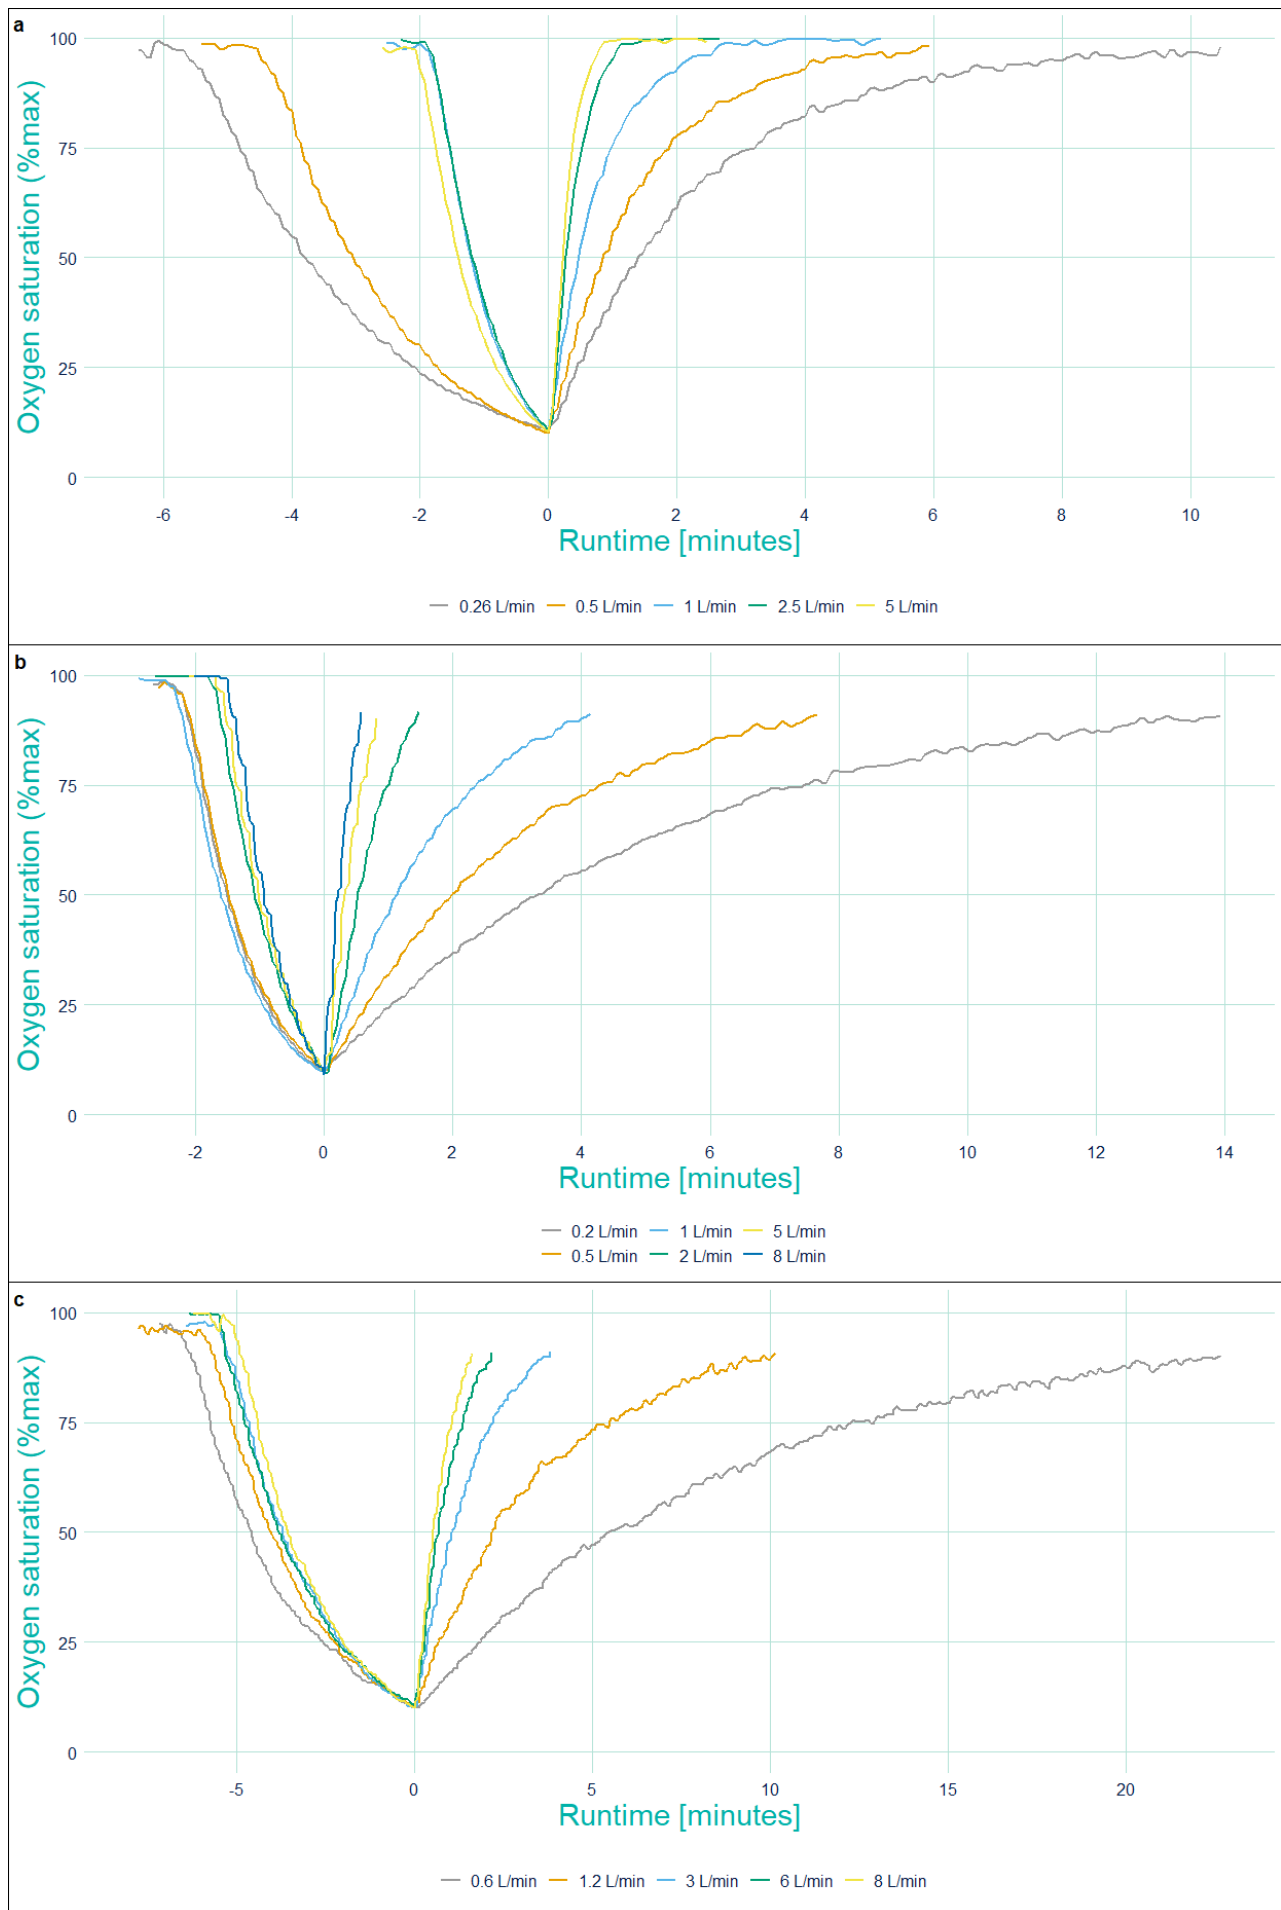 a
Oxygen saturation (%max)
100
75
50
25
0
-6 -4 -2 0 2 4 6 8 10
Runtime [minutes]
0.26 L/min 0.5 L/min 1 L/min 2.5 L/min 5 L/min
b
Oxygen saturation (%max)
100
75
50
25
0
-2 0 2 4 6 8 10 12 14
Runtime [minutes]
0.2 L/min 1 L/min 5 L/min
0.5 L/min 2 L/min 8 L/min
c
Oxygen saturation (%max)
100
75
50
25
0
-5 0 5 10 15 20
Runtime [minutes]
0.6 L/min 1.2 L/min 3 L/min 6 L/min 8 L/min